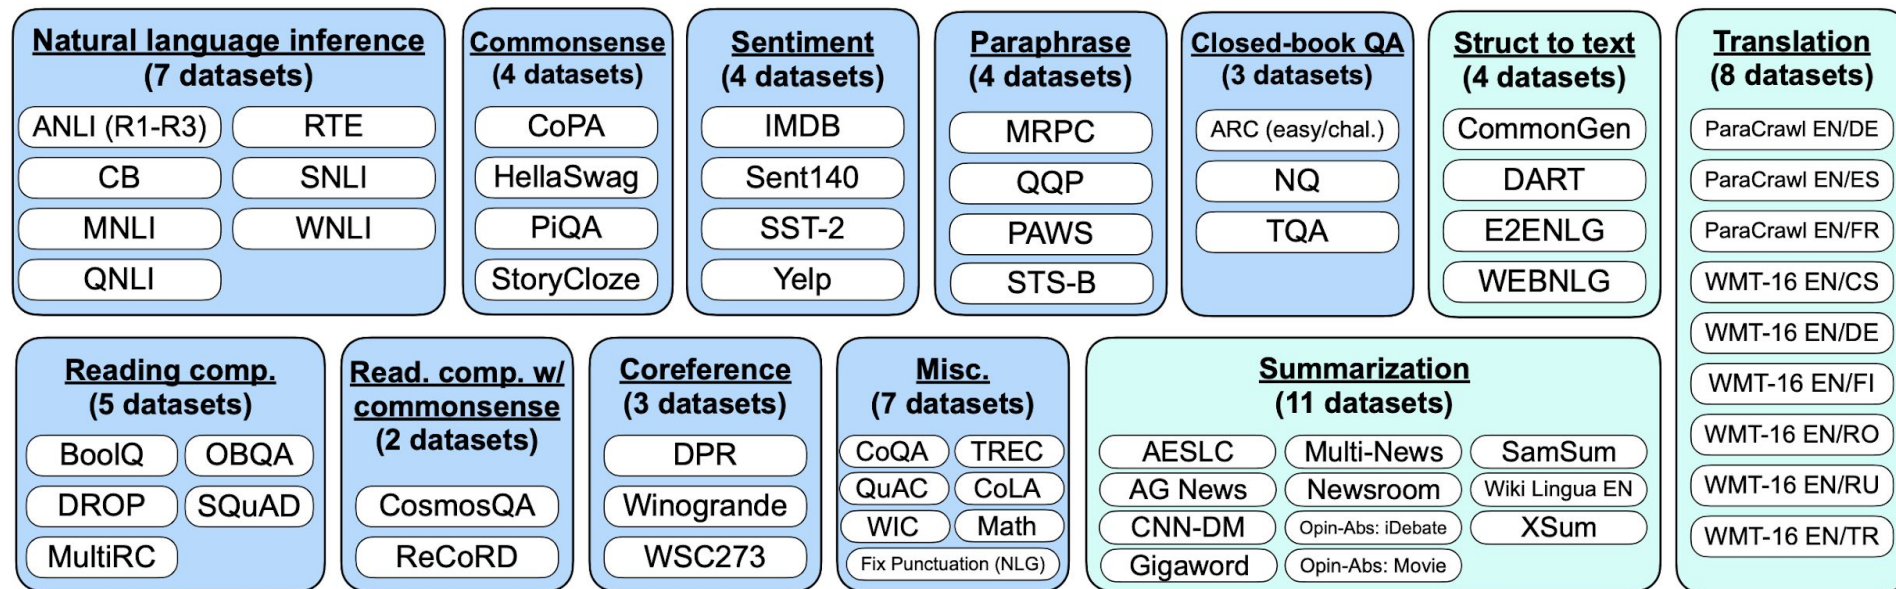 Natural language inference
(7 datasets)
ANLI (R1-R3)
RTE
CB
SNLI
MNLI
WNLI
QNLI
Commonsense
(4 datasets)
CoPA
HellaSwag
PiQA
StoryCloze
Sentiment
(4 datasets)
IMDB
Sent140
SST-2
Yelp
Paraphrase
(4 datasets)
MRPC
QQP
PAWS
STS-B
Closed-book QA
(3 datasets)
ARC (easy/chal.)
NQ
TQA
Struct to text
(4 datasets)
CommonGen
DART
E2ENLG
WEBNLG
Translation
(8 datasets)
ParaCrawl EN/DE
ParaCrawl EN/ES
ParaCrawl EN/FR
WMT-16 EN/CS
WMT-16 EN/DE
WMT-16 EN/FI
WMT-16 EN/RO
WMT-16 EN/RU
WMT-16 EN/TR
Reading comp.
(5 datasets)
BoolQ
OBQA
DROP
SQuAD
MultiRC
Read. comp. w/
commonsense
(2 datasets)
CosmosQA
ReCoRD
Coreference
(3 datasets)
DPR
Winogrande
WSC273
Misc.
(7 datasets)
CoQA
TREC
QuAC
CoLA
WIC
Math
Fix Punctuation (NLG)
Summarization
(11 datasets)
AESLC
Multi-News
SamSum
AG News
Newsroom
Wiki Lingua EN
CNN-DM
Opin-Abs: iDebate
XSum
Gigaword
Opin-Abs: Movie